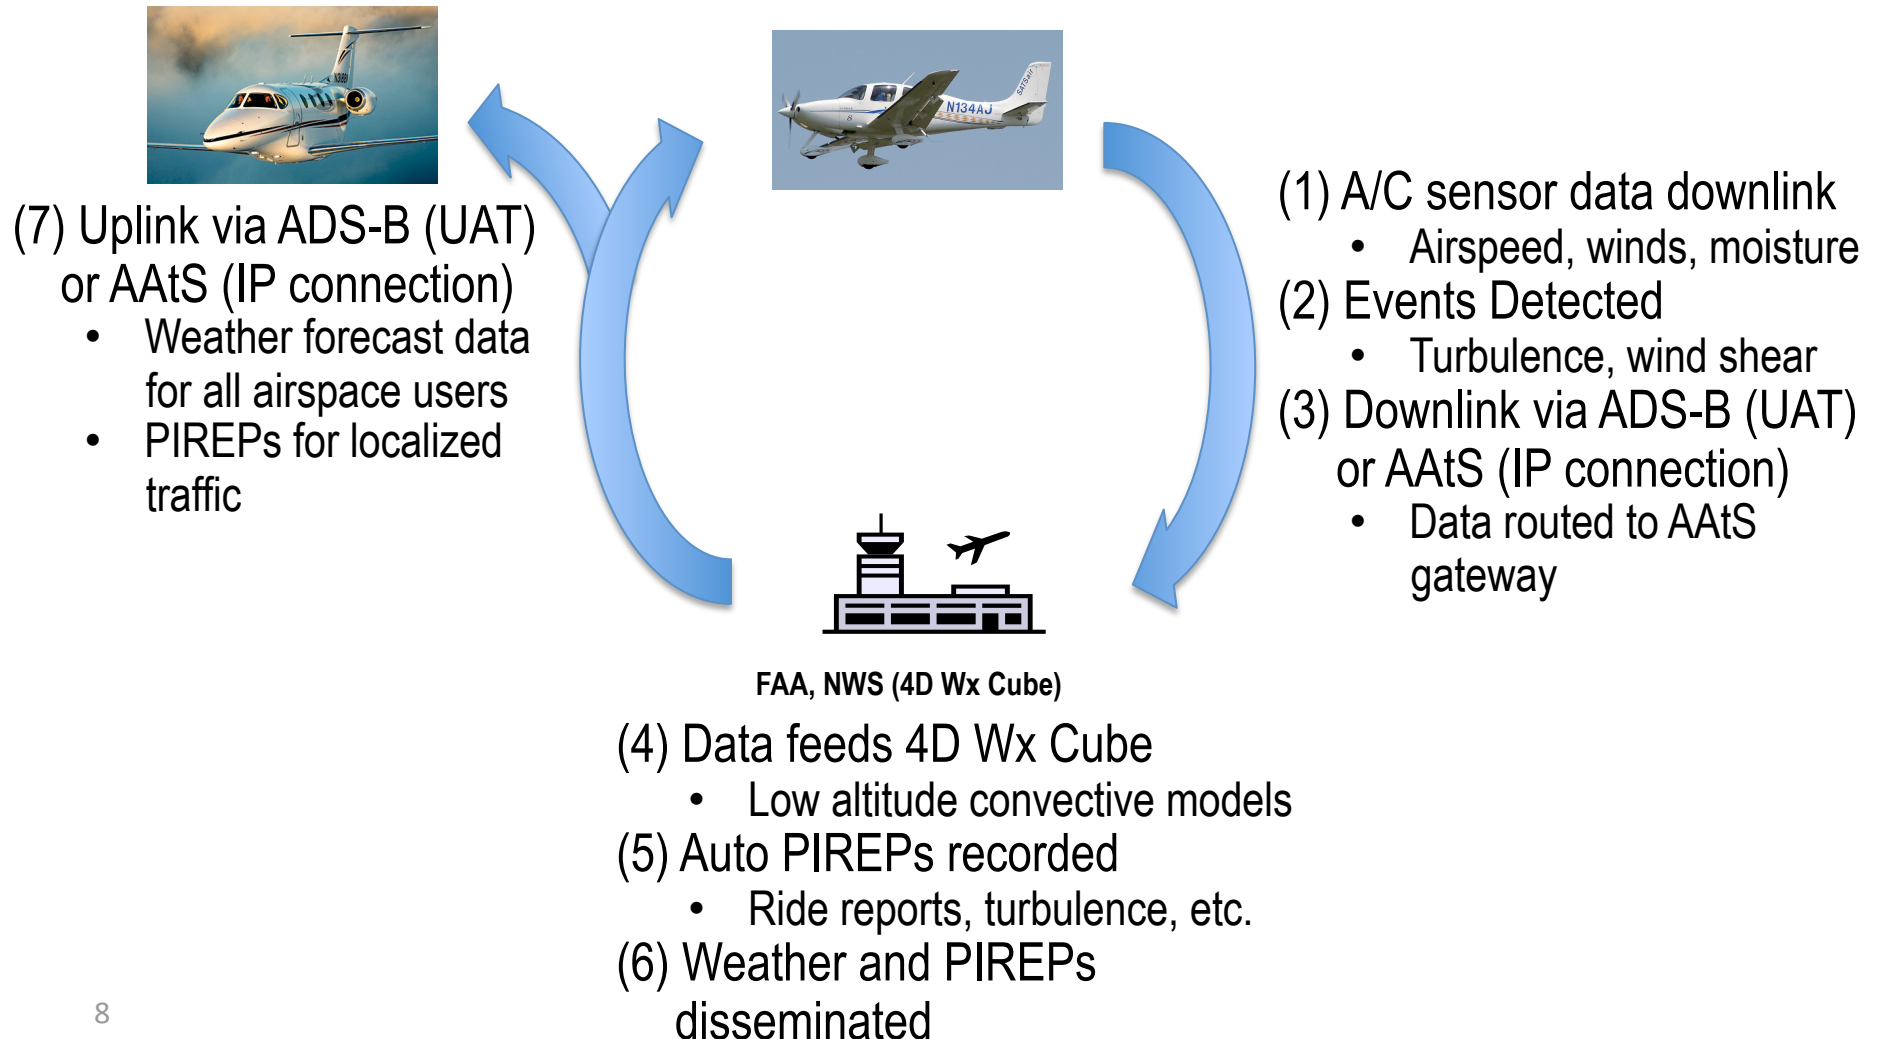 N134AJ
SATSair
(7) Uplink via ADS-B (UAT)
or AAtS (IP connection)
• Weather forecast data
for all airspace users
• PIREPs for localized
traffic
(1) A/C sensor data downlink
• Airspeed, winds, moisture
(2) Events Detected
• Turbulence, wind shear
(3) Downlink via ADS-B (UAT)
or AAtS (IP connection)
• Data routed to AAtS
gateway
FAA, NWS (4D Wx Cube)
(4) Data feeds 4D Wx Cube
• Low altitude convective models
(5) Auto PIREPs recorded
• Ride reports, turbulence, etc.
(6) Weather and PIREPs
disseminated
8